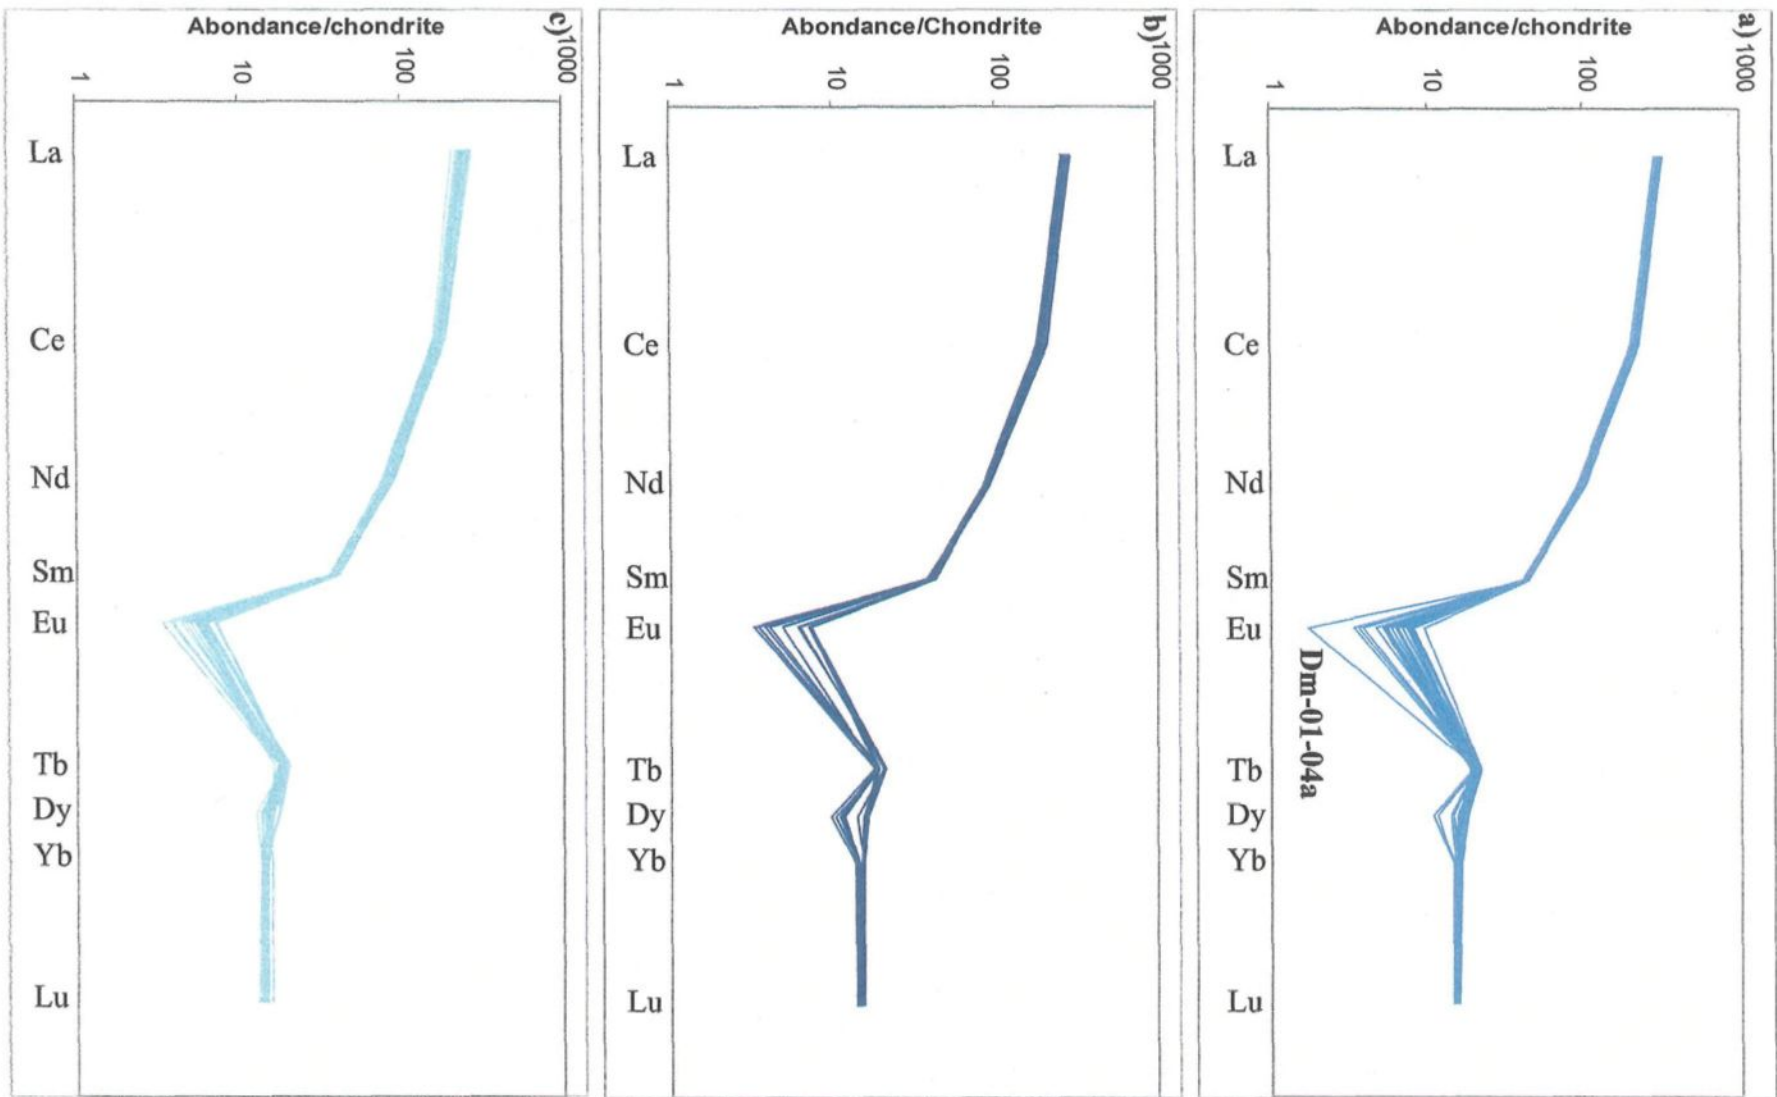 a)
1000
100
10
1
Abondance/chondrite
La
Ce
Nd
Sm
Eu
Tb
Dy
Yb
Lu
Dm-01-04a
b)
1000
100
10
1
Abondance/Chondrite
La
Ce
Nd
Sm
Eu
Tb
Dy
Yb
Lu
c)
1000
100
10
1
Abondance/chondrite
La
Ce
Nd
Sm
Eu
Tb
Dy
Yb
Lu